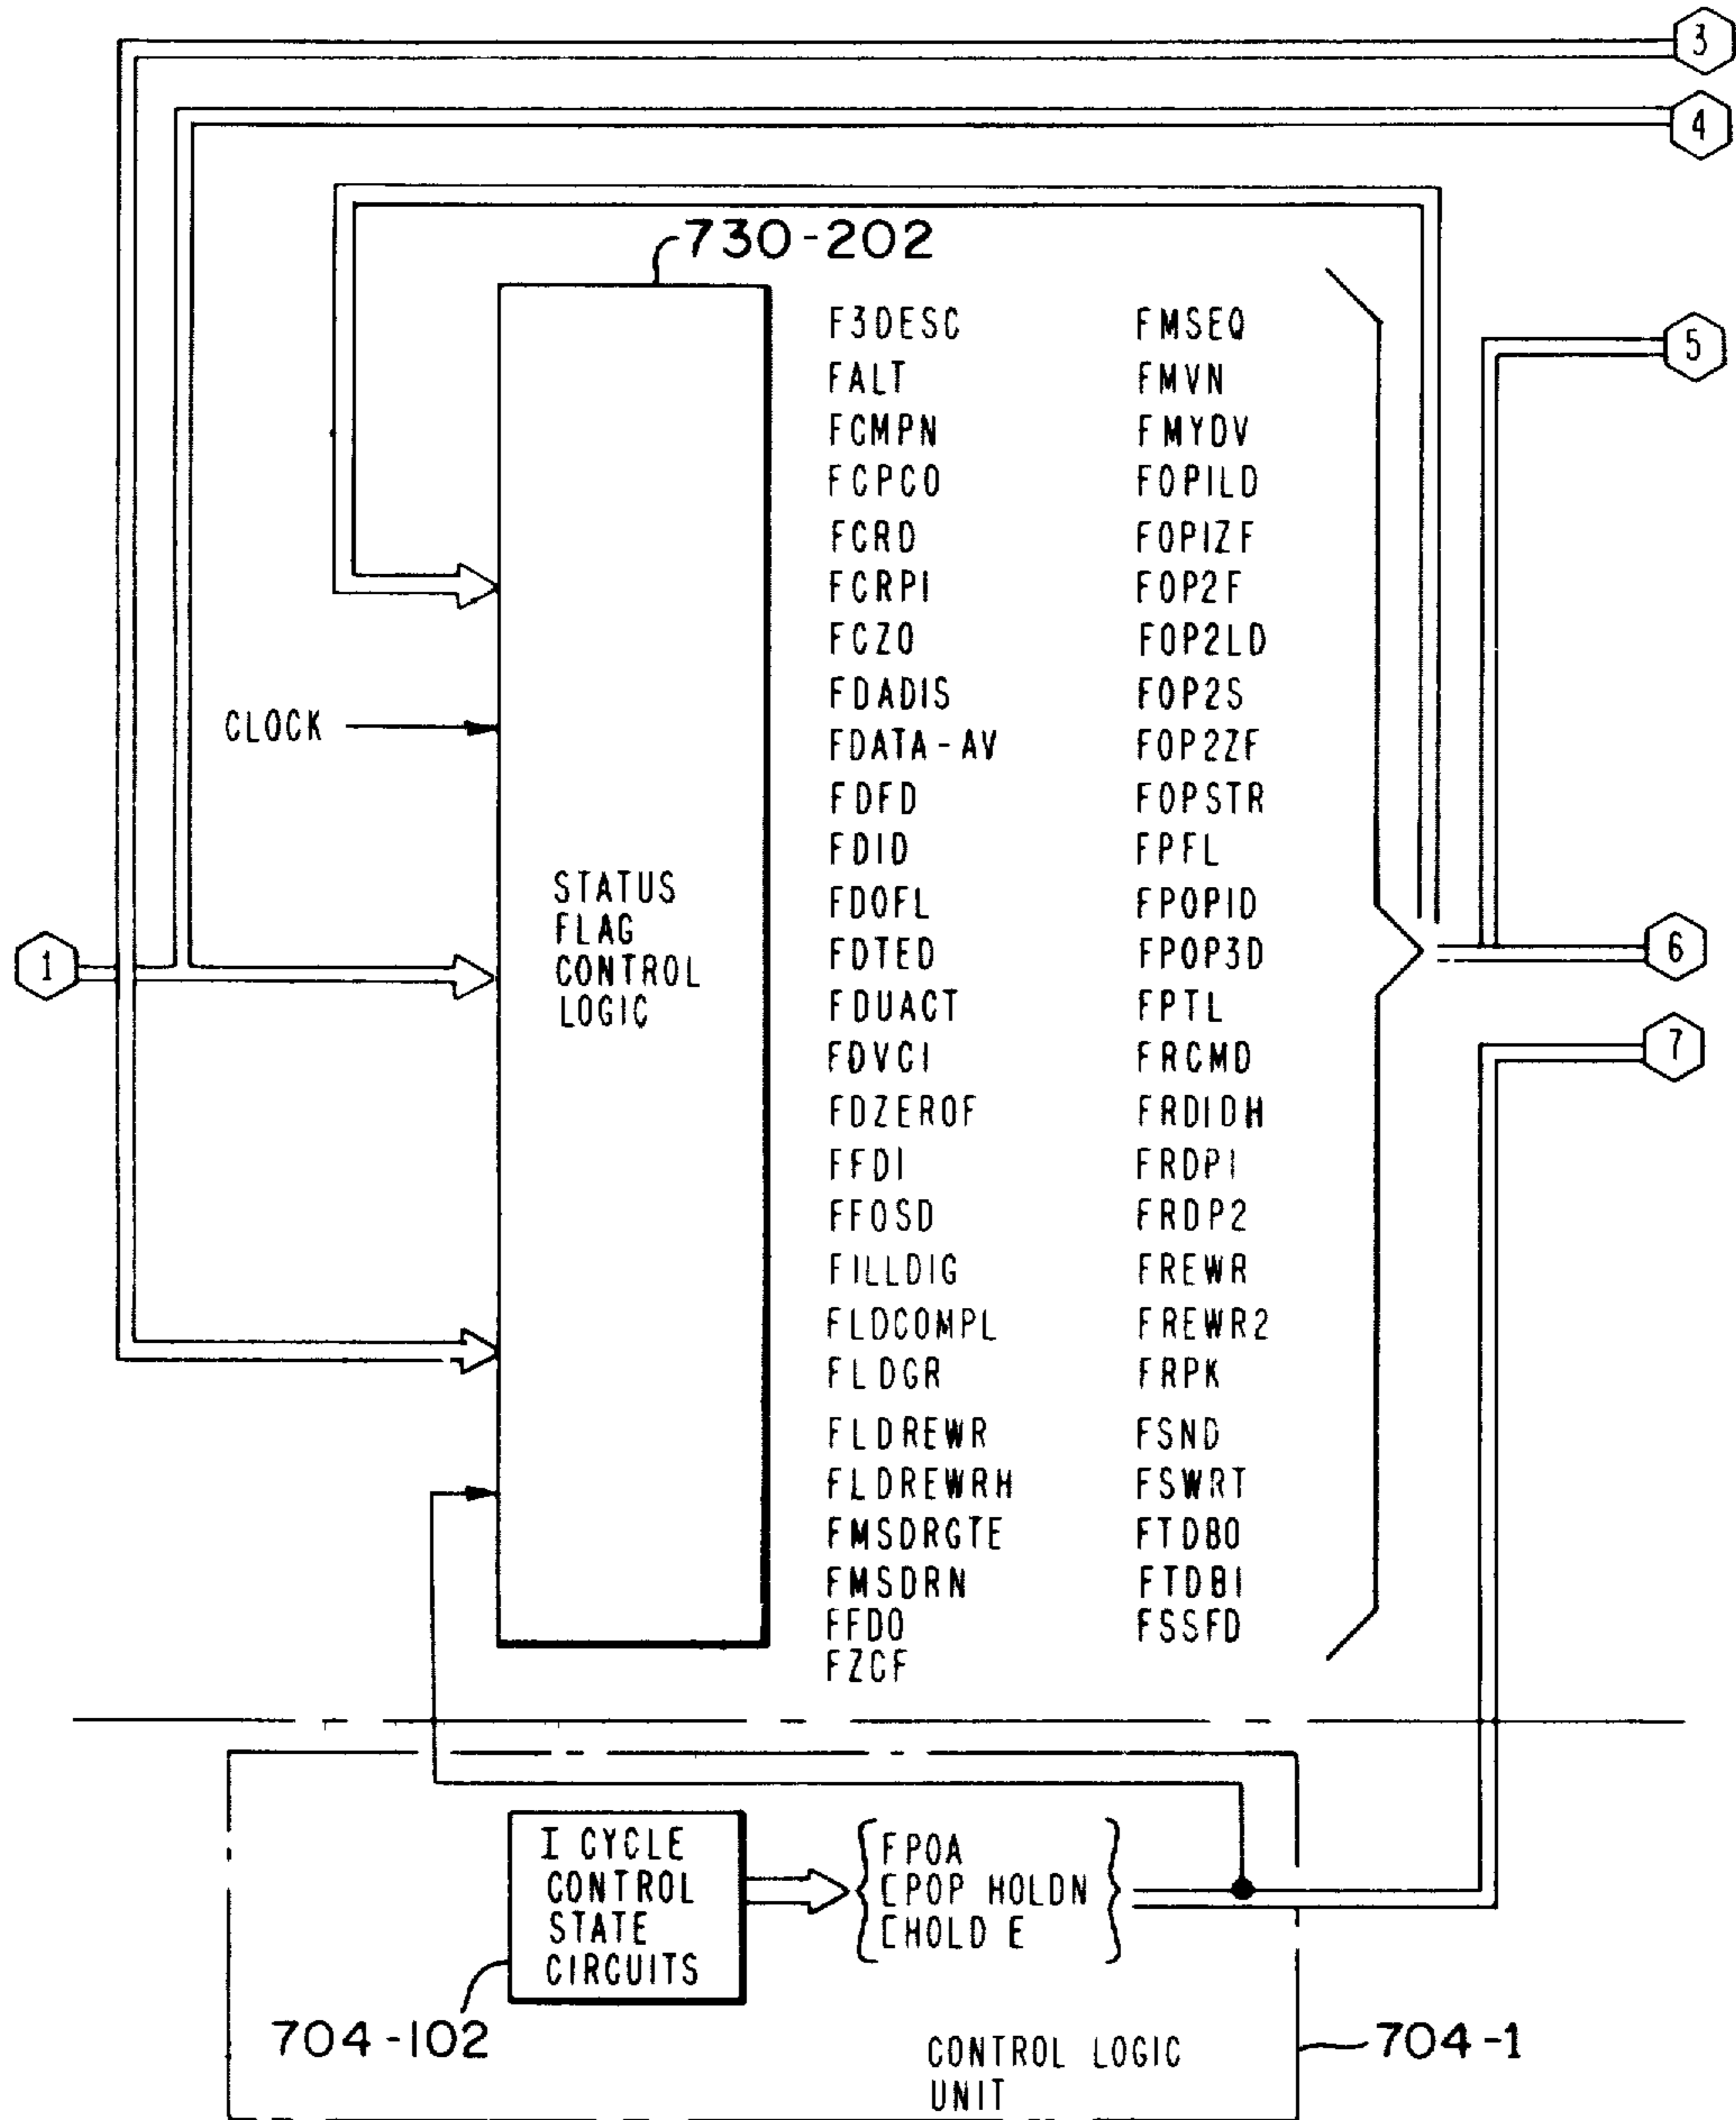 3
4
730-202
F3DESC FMSEQ
5
FALT FMVN
FCMPN FMYDV
FCPCO FOPILD
FCRD FOPIZF
FCRPI FOP2F
FCZO FOP2LD
FDADIS FOP2S
CLOCK
FDATA-AV FOP2ZF
FDFD FOPSTR
FDID FPFL
STATUS
FLAG
CONTROL
LOGIC
FDOFL FPOPID
1
FDTED FPOP3D
6
FDUACT FPTL
FDVCI FRCMD
7
FDZEROF FRDIDH
FFDI FRDPI
FFOSD FRDP2
FILLDIG FREWR
FLDCOMPL FREWR2
FLDGR FRPK
FLDREWR FSND
FLDREWRH FSWRT
FMSDRGTE FTDBO
FMSDRN FTDBI
FFDO FSSFD
FZCF
I CYCLE
CONTROL
STATE
CIRCUITS
FPOA
[POP HOLDN
[HOLD E
704-102
CONTROL LOGIC
UNIT
704-1